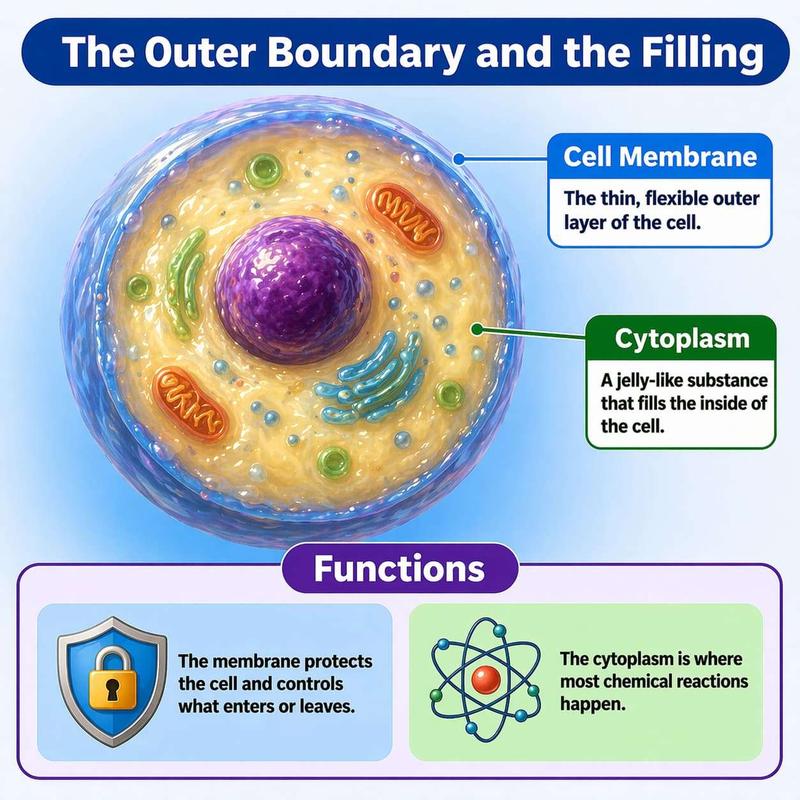 The Outer Boundary and the Filling
Cell Membrane
The thin, flexible outer
layer of the cell.
Cytoplasm
A jelly-like substance
that fills the inside of
the cell.
Functions
The membrane protects
the cell and controls
what enters or leaves.
The cytoplasm is where
most chemical reactions
happen.